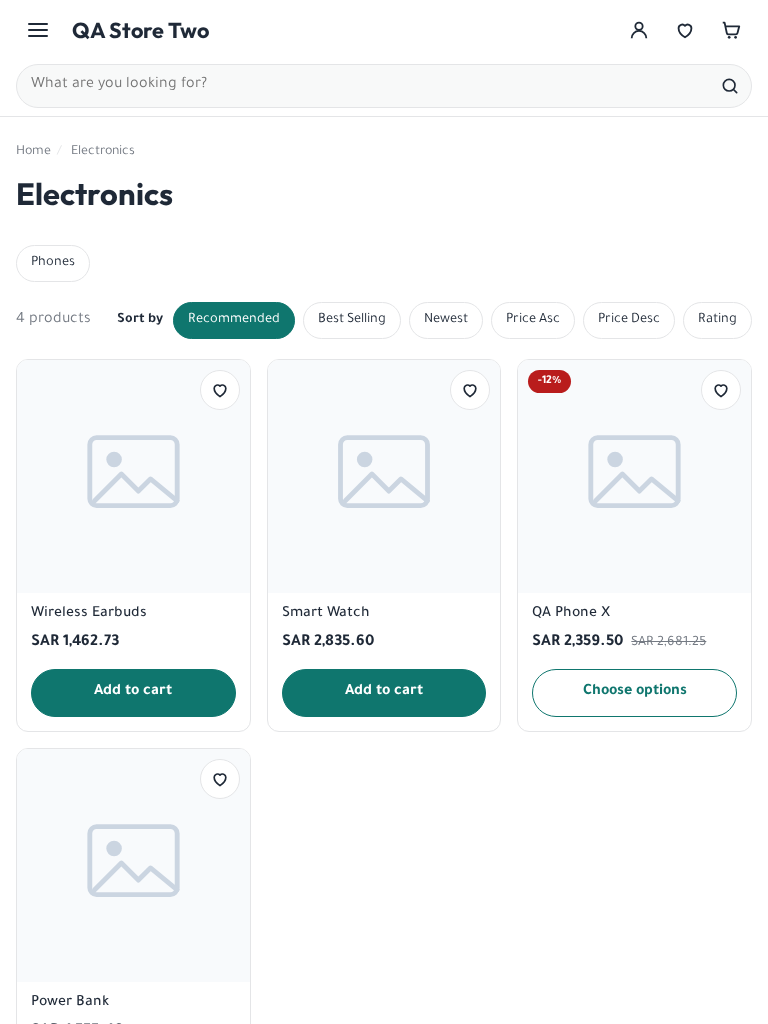 QA Store Two
What are you looking for?
Home / Electronics
Electronics
Phones
4 products Sort by Recommended Best Selling Newest Price Asc Price Desc Rating
-12%
Wireless Earbuds
SAR 1,462.73
Add to cart
Smart Watch
SAR 2,835.60
Add to cart
QA Phone X
SAR 2,359.50 SAR 2,681.25
Choose options
Power Bank